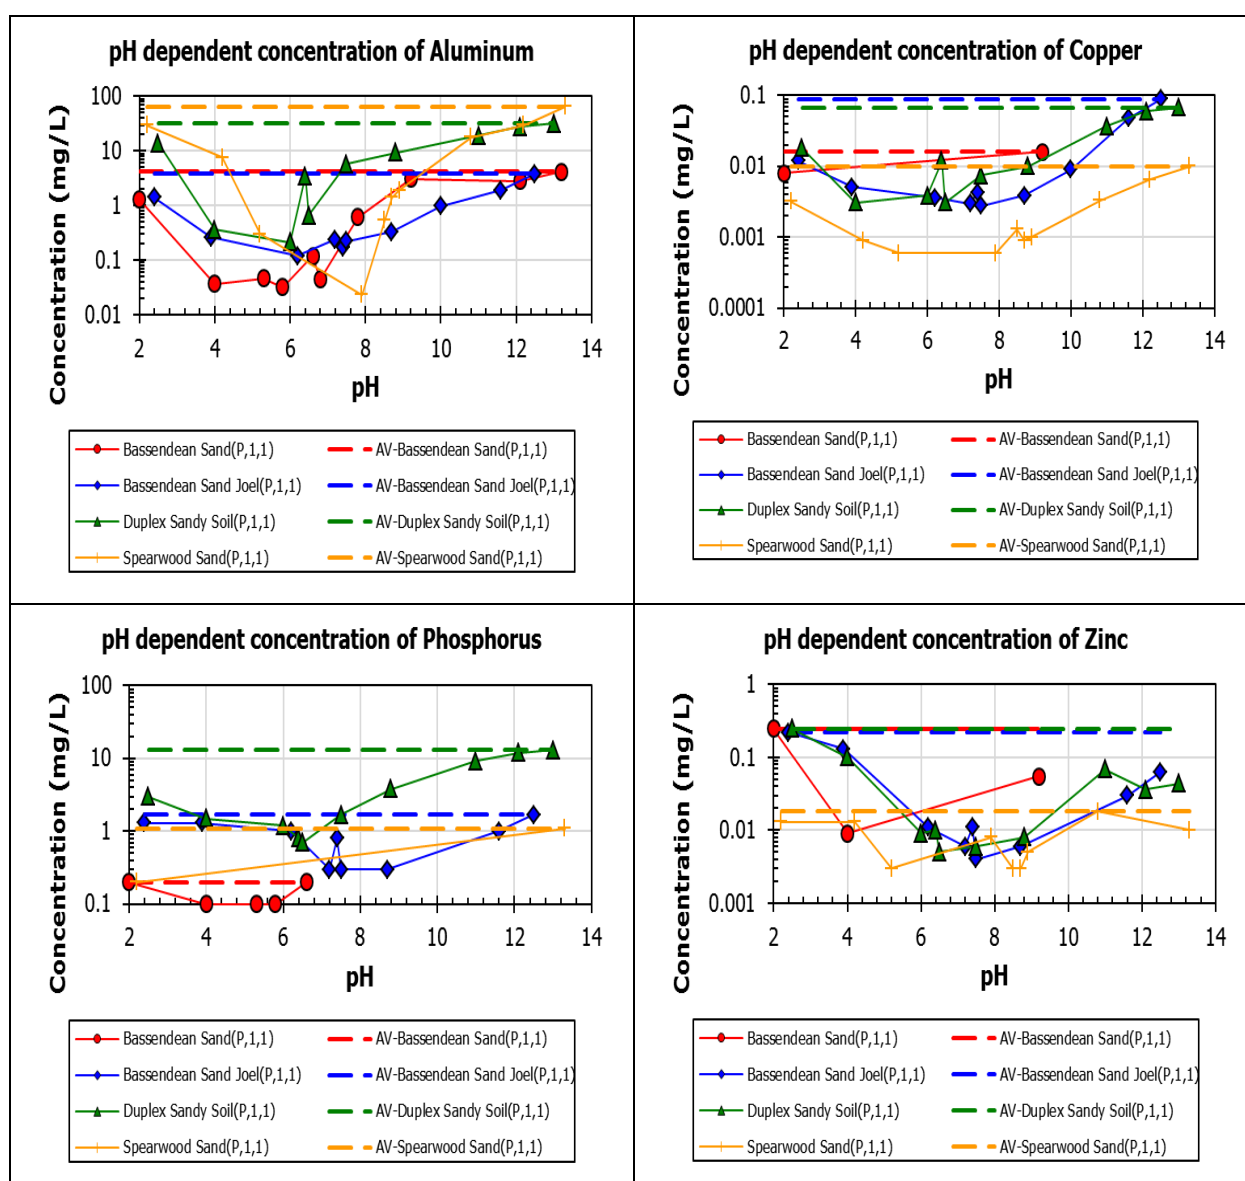 pH dependent concentration of Aluminum
Concentration (mg/L)
100
10
1
0.1
0.01
2 4 6 8 10 12 14
pH
Bassendean Sand(P,1,1) AV-Bassendean Sand(P,1,1)
Bassendean Sand Joel(P,1,1) AV-Bassendean Sand Joel(P,1,1)
Duplex Sandy Soil(P,1,1) AV-Duplex Sandy Soil(P,1,1)
Spearwood Sand(P,1,1) AV-Spearwood Sand(P,1,1)
pH dependent concentration of Copper
Concentration (mg/L)
0.1
0.01
0.001
0.0001
2 4 6 8 10 12 14
pH
Bassendean Sand(P,1,1) AV-Bassendean Sand(P,1,1)
Bassendean Sand Joel(P,1,1) AV-Bassendean Sand Joel(P,1,1)
Duplex Sandy Soil(P,1,1) AV-Duplex Sandy Soil(P,1,1)
Spearwood Sand(P,1,1) AV-Spearwood Sand(P,1,1)
pH dependent concentration of Phosphorus
Concentration (mg/L)
100
10
1
0.1
2 4 6 8 10 12 14
pH
Bassendean Sand(P,1,1) AV-Bassendean Sand(P,1,1)
Bassendean Sand Joel(P,1,1) AV-Bassendean Sand Joel(P,1,1)
Duplex Sandy Soil(P,1,1) AV-Duplex Sandy Soil(P,1,1)
Spearwood Sand(P,1,1) AV-Spearwood Sand(P,1,1)
pH dependent concentration of Zinc
Concentration (mg/L)
1
0.1
0.01
0.001
2 4 6 8 10 12 14
pH
Bassendean Sand(P,1,1) AV-Bassendean Sand(P,1,1)
Bassendean Sand Joel(P,1,1) AV-Bassendean Sand Joel(P,1,1)
Duplex Sandy Soil(P,1,1) AV-Duplex Sandy Soil(P,1,1)
Spearwood Sand(P,1,1) AV-Spearwood Sand(P,1,1)